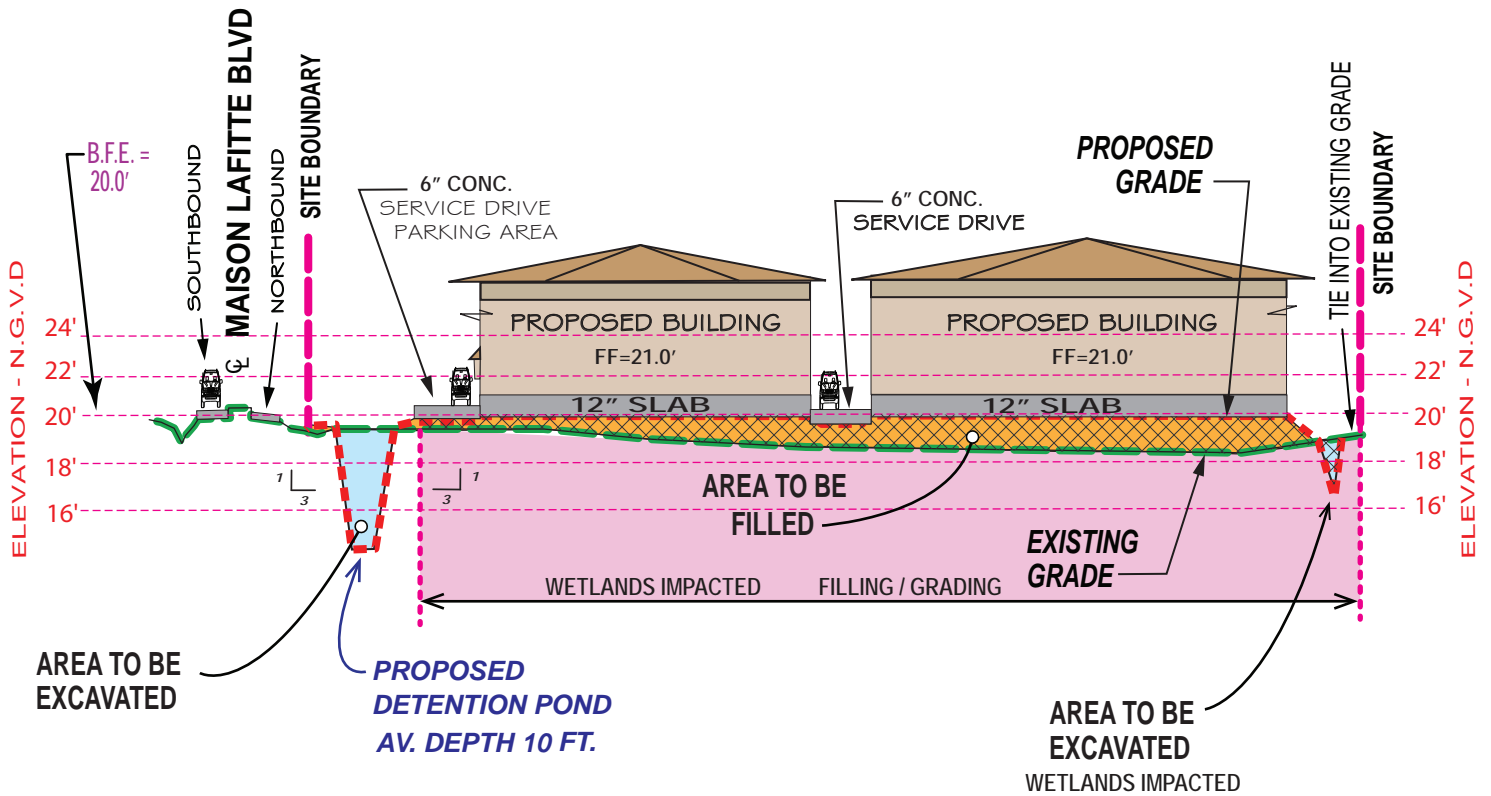 B.F.E. =
20.0'
SOUTHBOUND
MAISON LAFITTE BLVD
NORTHBOUND
SITE BOUNDARY
6" CONC.
SERVICE DRIVE
PARKING AREA
6" CONC.
SERVICE DRIVE
PROPOSED
GRADE
TIE INTO EXISTING GRADE
SITE BOUNDARY
ELEVATION - N.G.V.D
24'
22'
20'
18'
16'
CL
PROPOSED BUILDING
FF=21.0'
12" SLAB
PROPOSED BUILDING
FF=21.0'
12" SLAB
24'
22'
20'
18'
16'
ELEVATION - N.G.V.D
1
3
1
3
AREA TO BE
FILLED
EXISTING
GRADE
WETLANDS IMPACTED FILLING / GRADING
AREA TO BE
EXCAVATED
PROPOSED
DETENTION POND
AV. DEPTH 10 FT.
AREA TO BE
EXCAVATED
WETLANDS IMPACTED